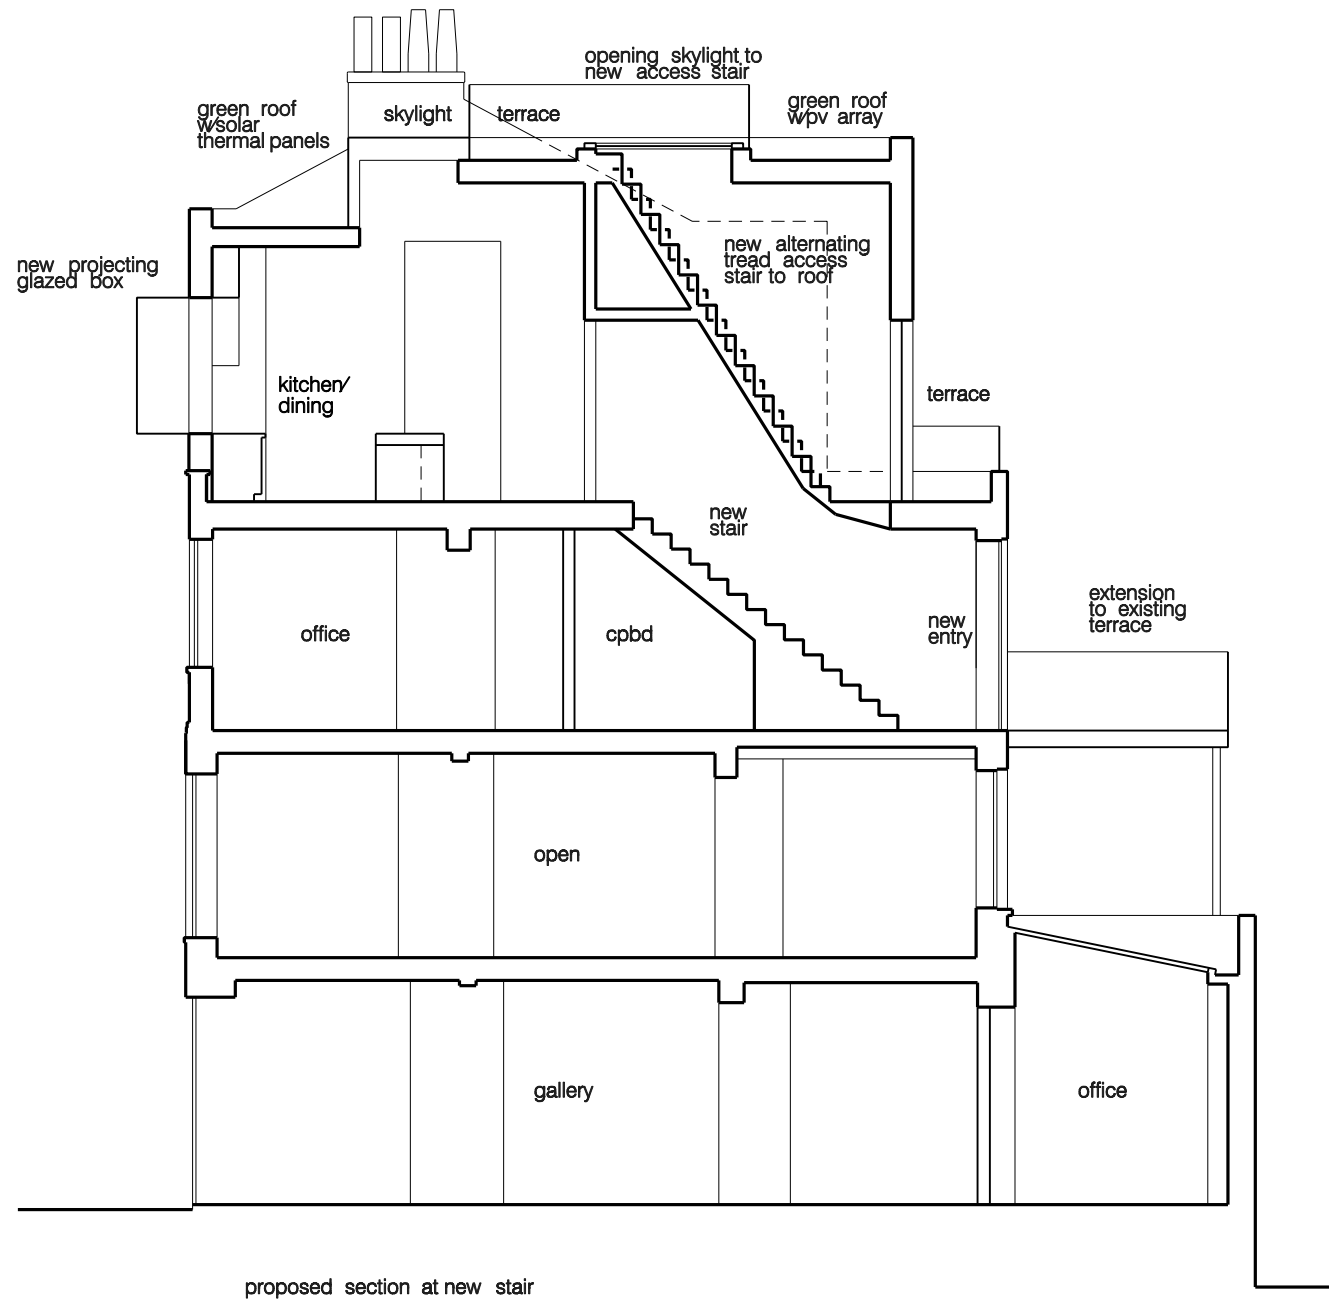 opening skylight to
new access stair
green roof
w/solar
thermal panels
skylight
terrace
green roof
w/pv array
new projecting
glazed box
new alternating
tread access
stair to roof
kitchen/
dining
terrace
new
stair
office
cpbd
new
entry
extension
to existing
terrace
open
gallery
office
proposed section at new stair